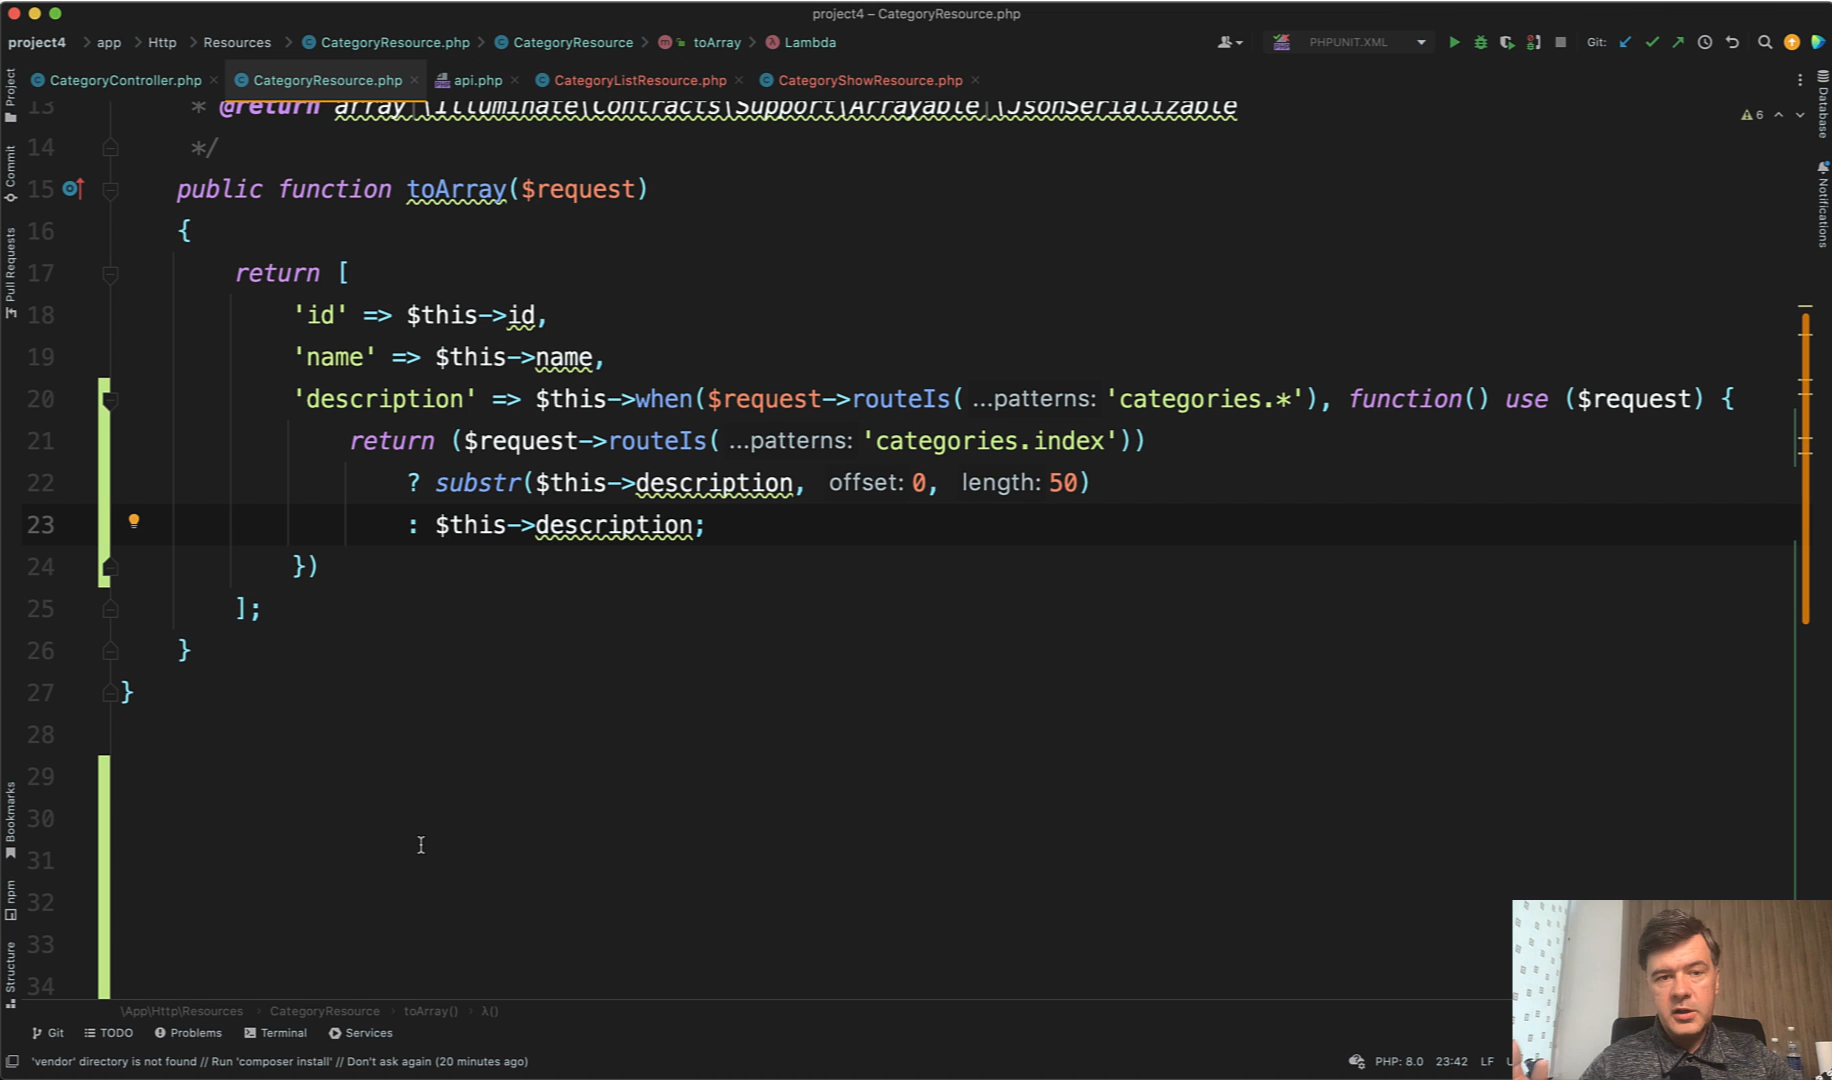 project4 – CategoryResource.php
project4 > app > Http > Resources > CategoryResource.php > CategoryResource > toArray > Lambda
PHPUNIT.XML
Git:
CategoryController.php CategoryResource.php api.php CategoryListResource.php CategoryShowResource.php
13 * @return array|\Illuminate\Contracts\Support\Arrayable|\JsonSerializable
6
14 */
15 public function toArray($request)
16 {
17 return [
18 'id' => $this->id,
19 'name' => $this->name,
20 'description' => $this->when($request->routeIs( ...patterns: 'categories.*'), function() use ($request) {
21 return ($request->routeIs( ...patterns: 'categories.index'))
22 ? substr($this->description, offset: 0, length: 50)
23 : $this->description;
24 })
25 ];
26 }
27 }
28
29
30
31
32
33
34
Project
Commit
Pull Requests
Bookmarks
npm
Structure
Database
Notifications
\App\Http\Resources > CategoryResource > toArray() > λ()
Git TODO Problems Terminal Services
'vendor' directory is not found // Run 'composer install' // Don't ask again (20 minutes ago)
PHP: 8.0 23:42 LF